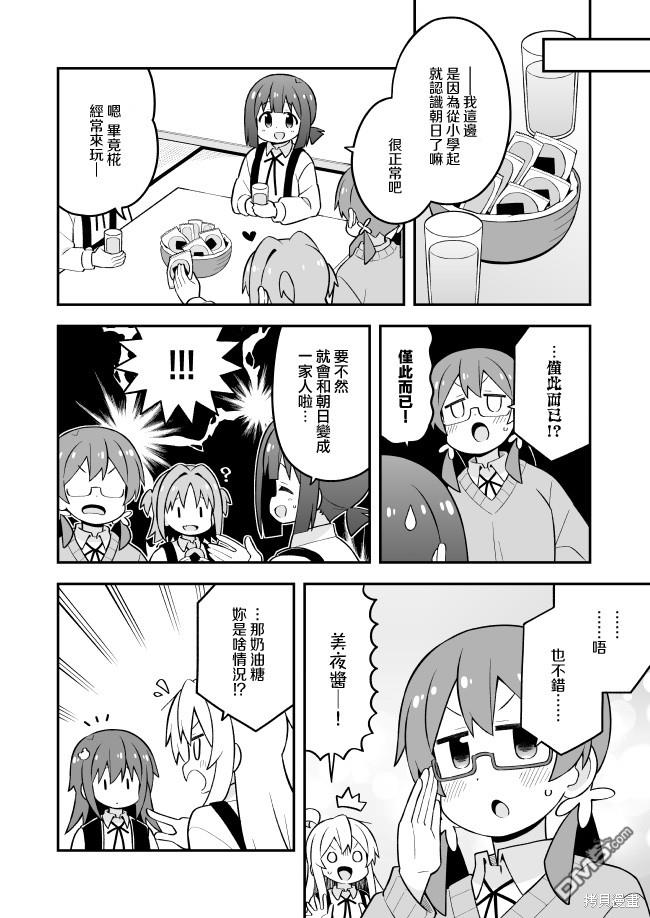 ——我這邊
是因為從小學起
就認識朝日了嘛
很正常吧
嗯 畢竟椛
經常來玩—
…僅此而已!?
僅此而已！
要不然
就會和朝日變成
一家人啦…
!!!
?
………
……唔
也不錯…
美·夜醬——！
…那奶油糖
妳是啥情況!?
DM5.com
拷貝漫畫